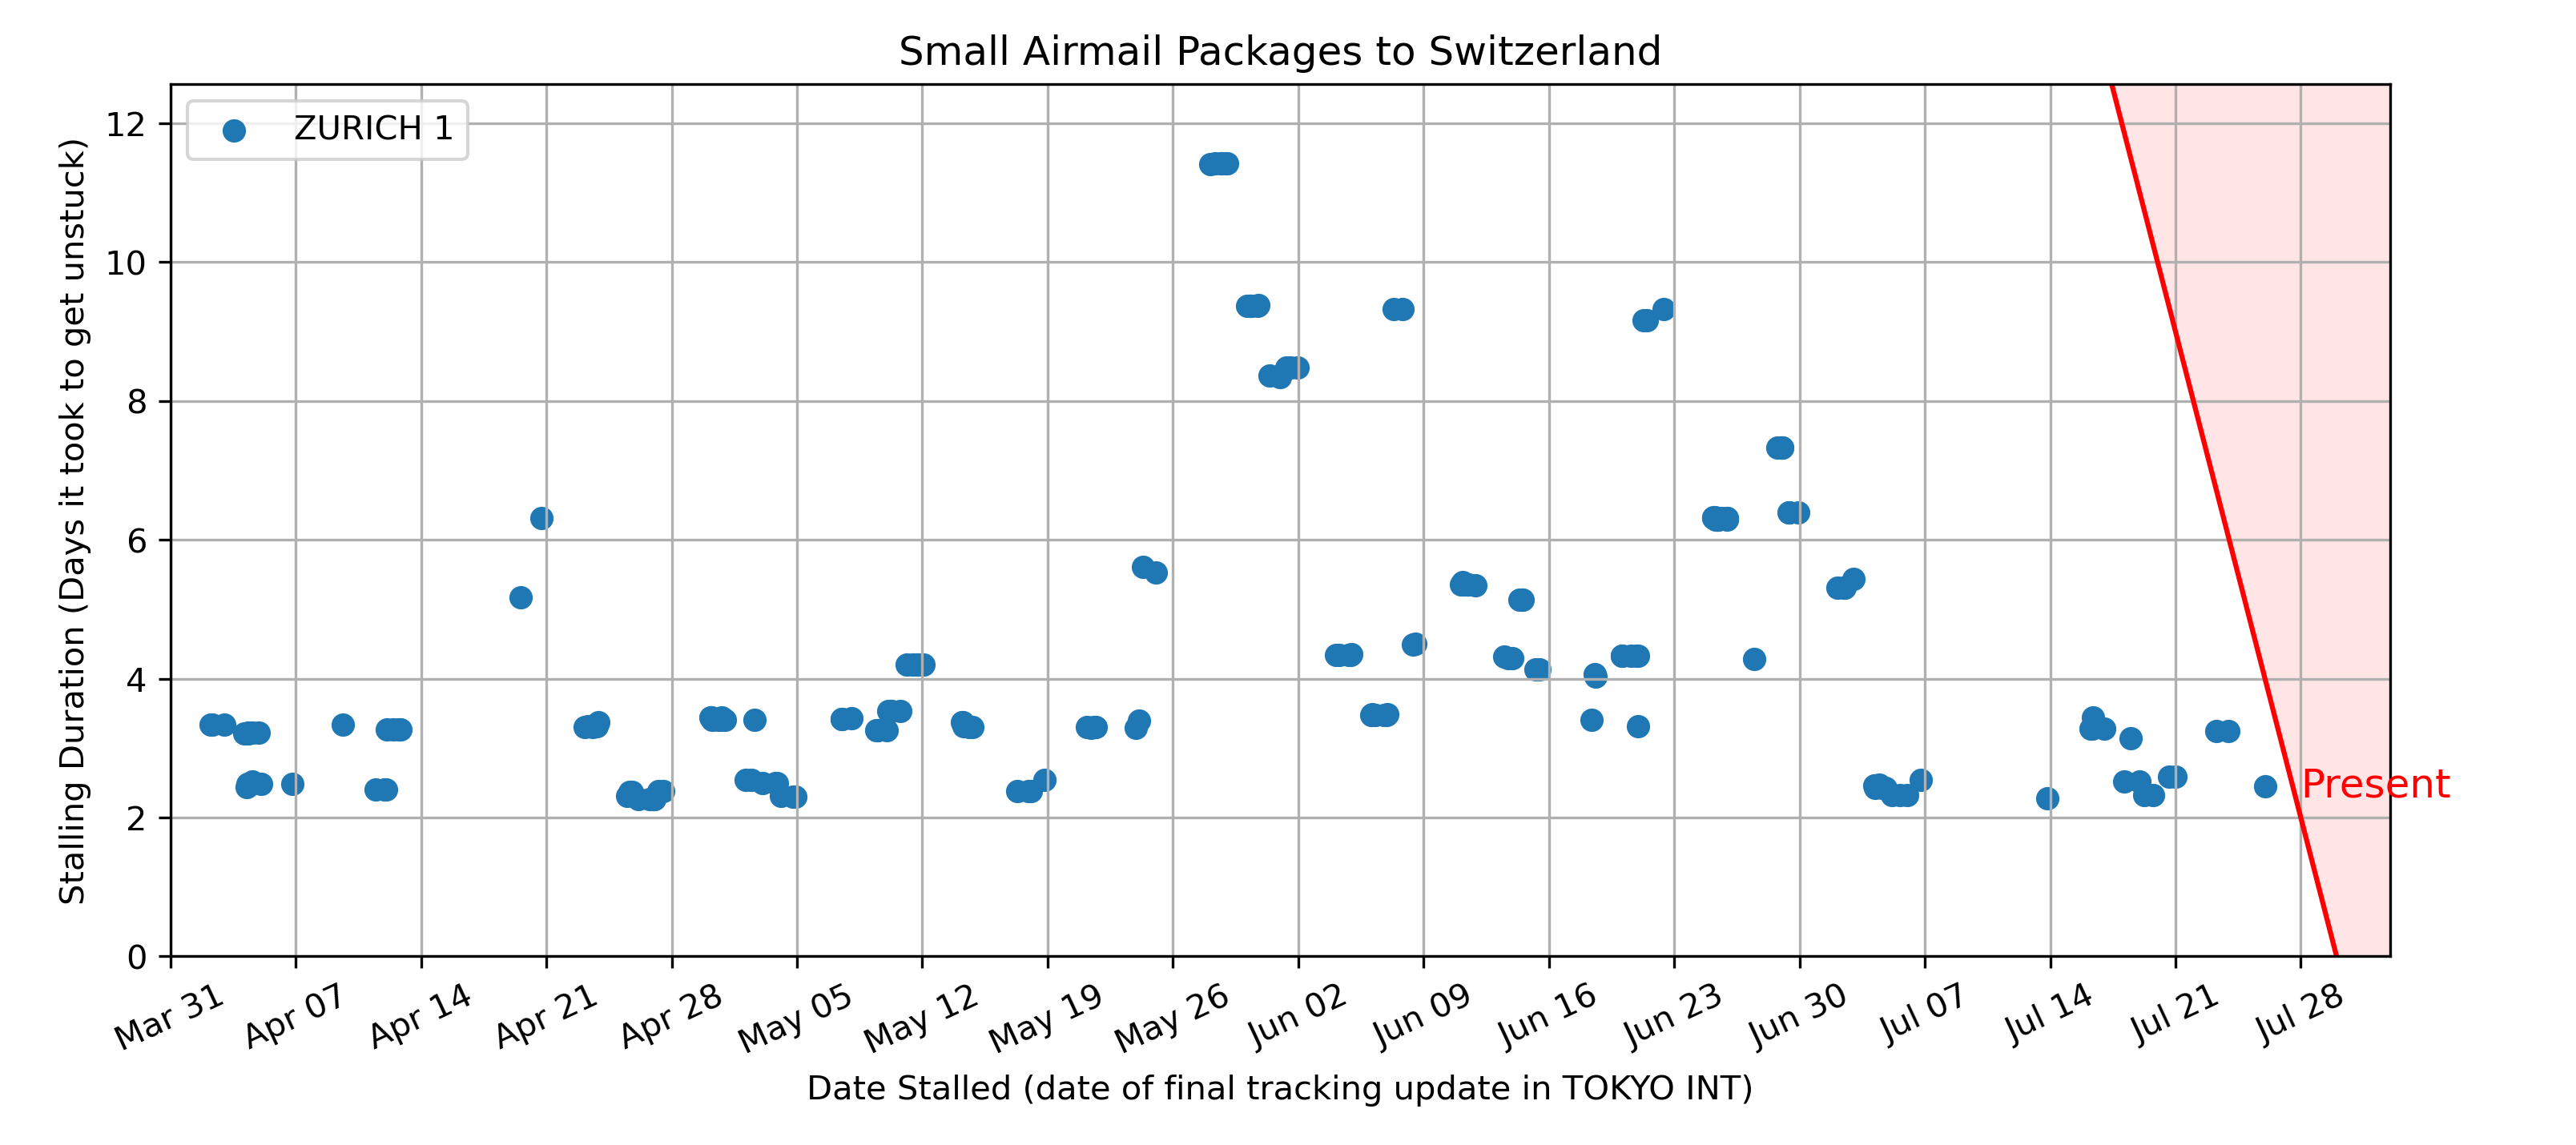 Small Airmail Packages to Switzerland
ZURICH 1
Stalling Duration (Days it took to get unstuck)
12
10
8
6
4
2
0
Present
Mar 31
Apr 07
Apr 14
Apr 21
Apr 28
May 05
May 12
May 19
May 26
Jun 02
Jun 09
Jun 16
Jun 23
Jun 30
Jul 07
Jul 14
Jul 21
Jul 28
Date Stalled (date of final tracking update in TOKYO INT)